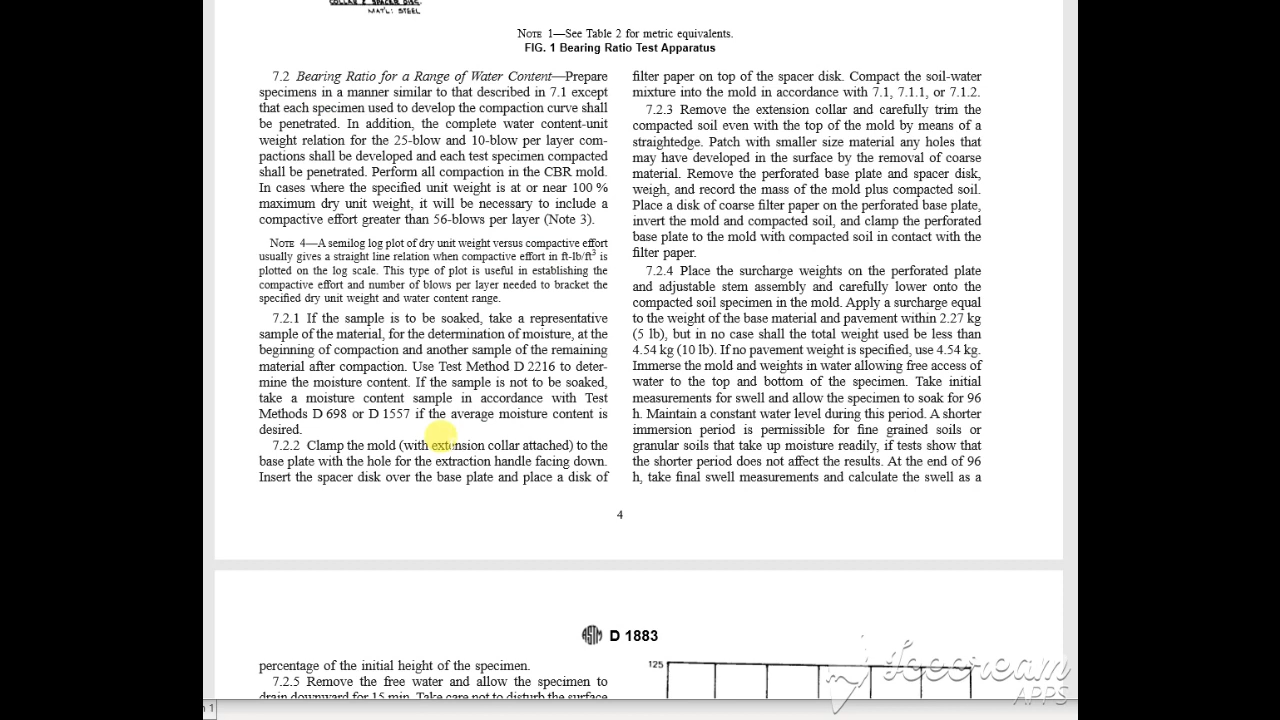 COLLAR & SPACER DISC.
MAT'L: STEEL
NOTE 1—See Table 2 for metric equivalents.
FIG. 1 Bearing Ratio Test Apparatus
7.2 Bearing Ratio for a Range of Water Content—Prepare
specimens in a manner similar to that described in 7.1 except
that each specimen used to develop the compaction curve shall
be penetrated. In addition, the complete water content-unit
weight relation for the 25-blow and 10-blow per layer com-
pactions shall be developed and each test specimen compacted
shall be penetrated. Perform all compaction in the CBR mold.
In cases where the specified unit weight is at or near 100 %
maximum dry unit weight, it will be necessary to include a
compactive effort greater than 56-blows per layer (Note 3).
NOTE 4—A semilog log plot of dry unit weight versus compactive effort
usually gives a straight line relation when compactive effort in ft-lb/ft³ is
plotted on the log scale. This type of plot is useful in establishing the
compactive effort and number of blows per layer needed to bracket the
specified dry unit weight and water content range.
7.2.1 If the sample is to be soaked, take a representative
sample of the material, for the determination of moisture, at the
beginning of compaction and another sample of the remaining
material after compaction. Use Test Method D 2216 to deter-
mine the moisture content. If the sample is not to be soaked,
take a moisture content sample in accordance with Test
Methods D 698 or D 1557 if the average moisture content is
desired.
7.2.2 Clamp the mold (with extension collar attached) to the
base plate with the hole for the extraction handle facing down.
Insert the spacer disk over the base plate and place a disk of
filter paper on top of the spacer disk. Compact the soil-water
mixture into the mold in accordance with 7.1, 7.1.1, or 7.1.2.
7.2.3 Remove the extension collar and carefully trim the
compacted soil even with the top of the mold by means of a
straightedge. Patch with smaller size material any holes that
may have developed in the surface by the removal of coarse
material. Remove the perforated base plate and spacer disk,
weigh, and record the mass of the mold plus compacted soil.
Place a disk of coarse filter paper on the perforated base plate,
invert the mold and compacted soil, and clamp the perforated
base plate to the mold with compacted soil in contact with the
filter paper.
7.2.4 Place the surcharge weights on the perforated plate
and adjustable stem assembly and carefully lower onto the
compacted soil specimen in the mold. Apply a surcharge equal
to the weight of the base material and pavement within 2.27 kg
(5 lb), but in no case shall the total weight used be less than
4.54 kg (10 lb). If no pavement weight is specified, use 4.54 kg.
Immerse the mold and weights in water allowing free access of
water to the top and bottom of the specimen. Take initial
measurements for swell and allow the specimen to soak for 96
h. Maintain a constant water level during this period. A shorter
immersion period is permissible for fine grained soils or
granular soils that take up moisture readily, if tests show that
the shorter period does not affect the results. At the end of 96
h, take final swell measurements and calculate the swell as a
4
ASTM D 1883
percentage of the initial height of the specimen.
7.2.5 Remove the free water and allow the specimen to
drain downward for 15 min. Take care not to disturb the surface
125
Icecream
APPS
1